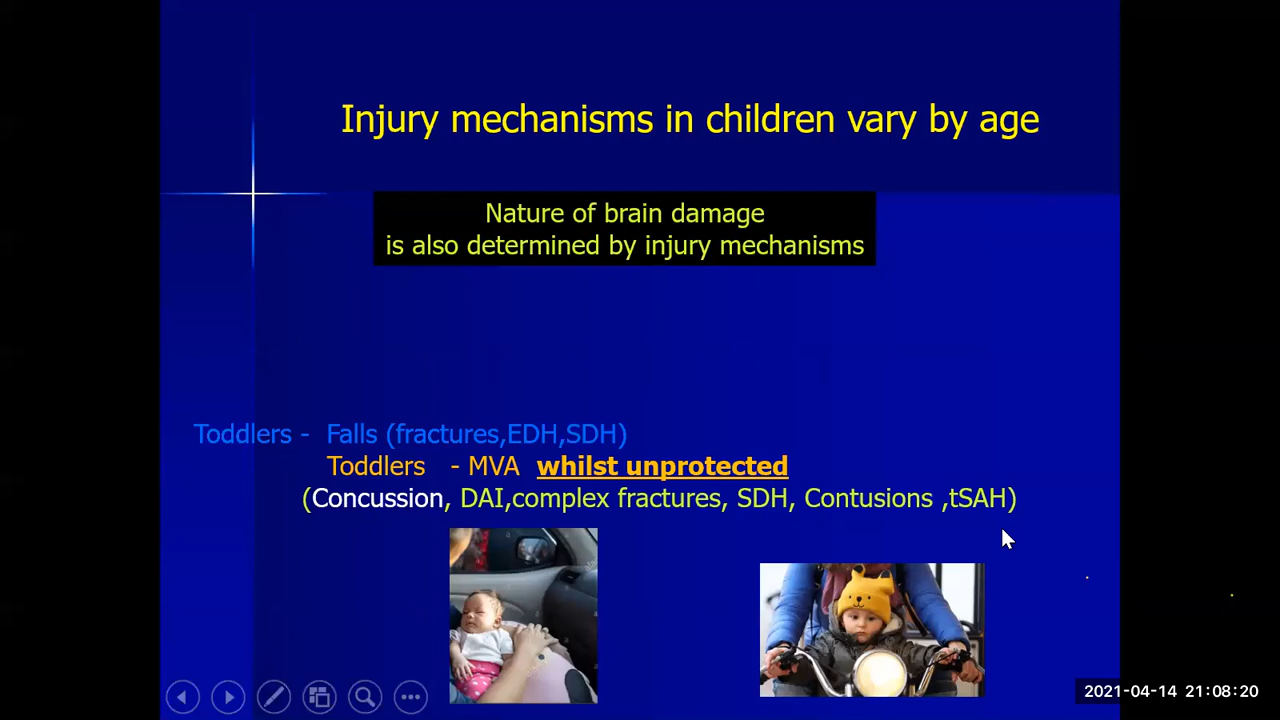 Injury mechanisms in children vary by age
Nature of brain damage
is also determined by injury mechanisms
Toddlers - Falls (fractures,EDH,SDH)
Toddlers - MVA whilst unprotected
(Concussion, DAI,complex fractures, SDH, Contusions ,tSAH)
2021-04-14 21:08:20